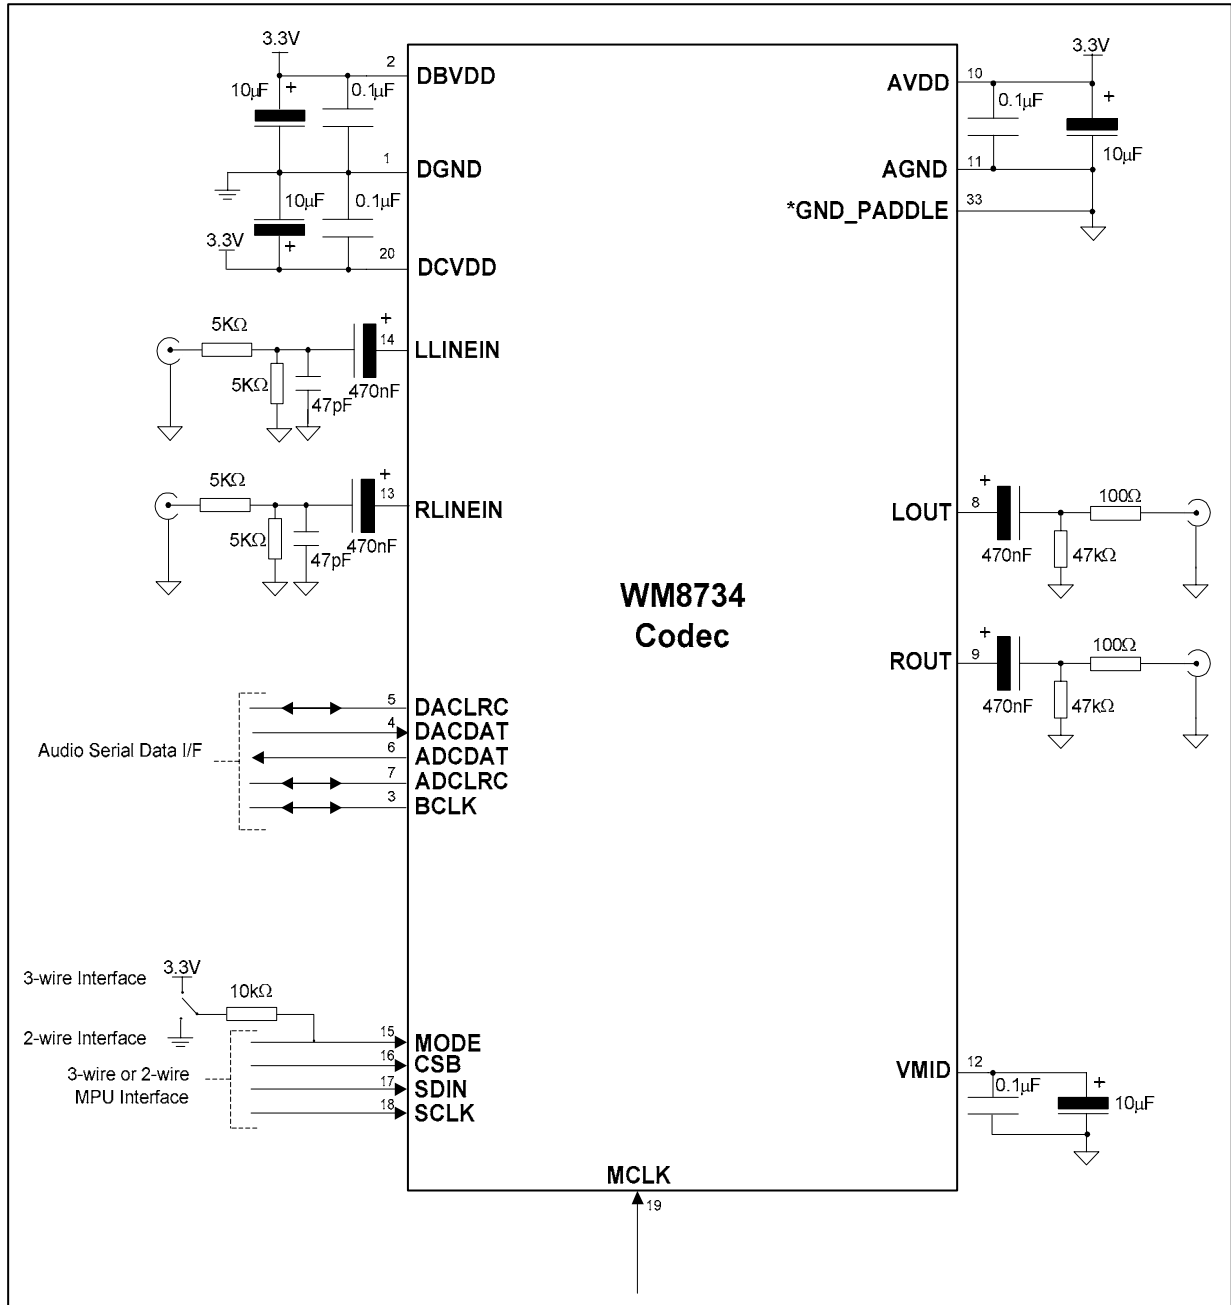 3.3V
2
DBVDD
10µF
+
0.1µF
1
DGND
10µF
0.1µF
3.3V
+
20
DCVDD
5KΩ
+
14
LLINEIN
5KΩ
47pF
470nF
5KΩ
+
13
RLINEIN
5KΩ
47pF
470nF
Audio Serial Data I/F
5
DACLRC
4
DACDAT
6
ADCDAT
7
ADCLRC
3
BCLK
3-wire Interface
3.3V
10kΩ
2-wire Interface
3-wire or 2-wire
MPU Interface
15
MODE
16
CSB
17
SDIN
18
SCLK
WM8734
Codec
MCLK
19
3.3V
AVDD
10
0.1µF
+
10µF
AGND
11
*GND_PADDLE
33
LOUT
8
+
470nF
100Ω
47kΩ
ROUT
9
+
470nF
100Ω
47kΩ
VMID
12
0.1µF
+
10µF